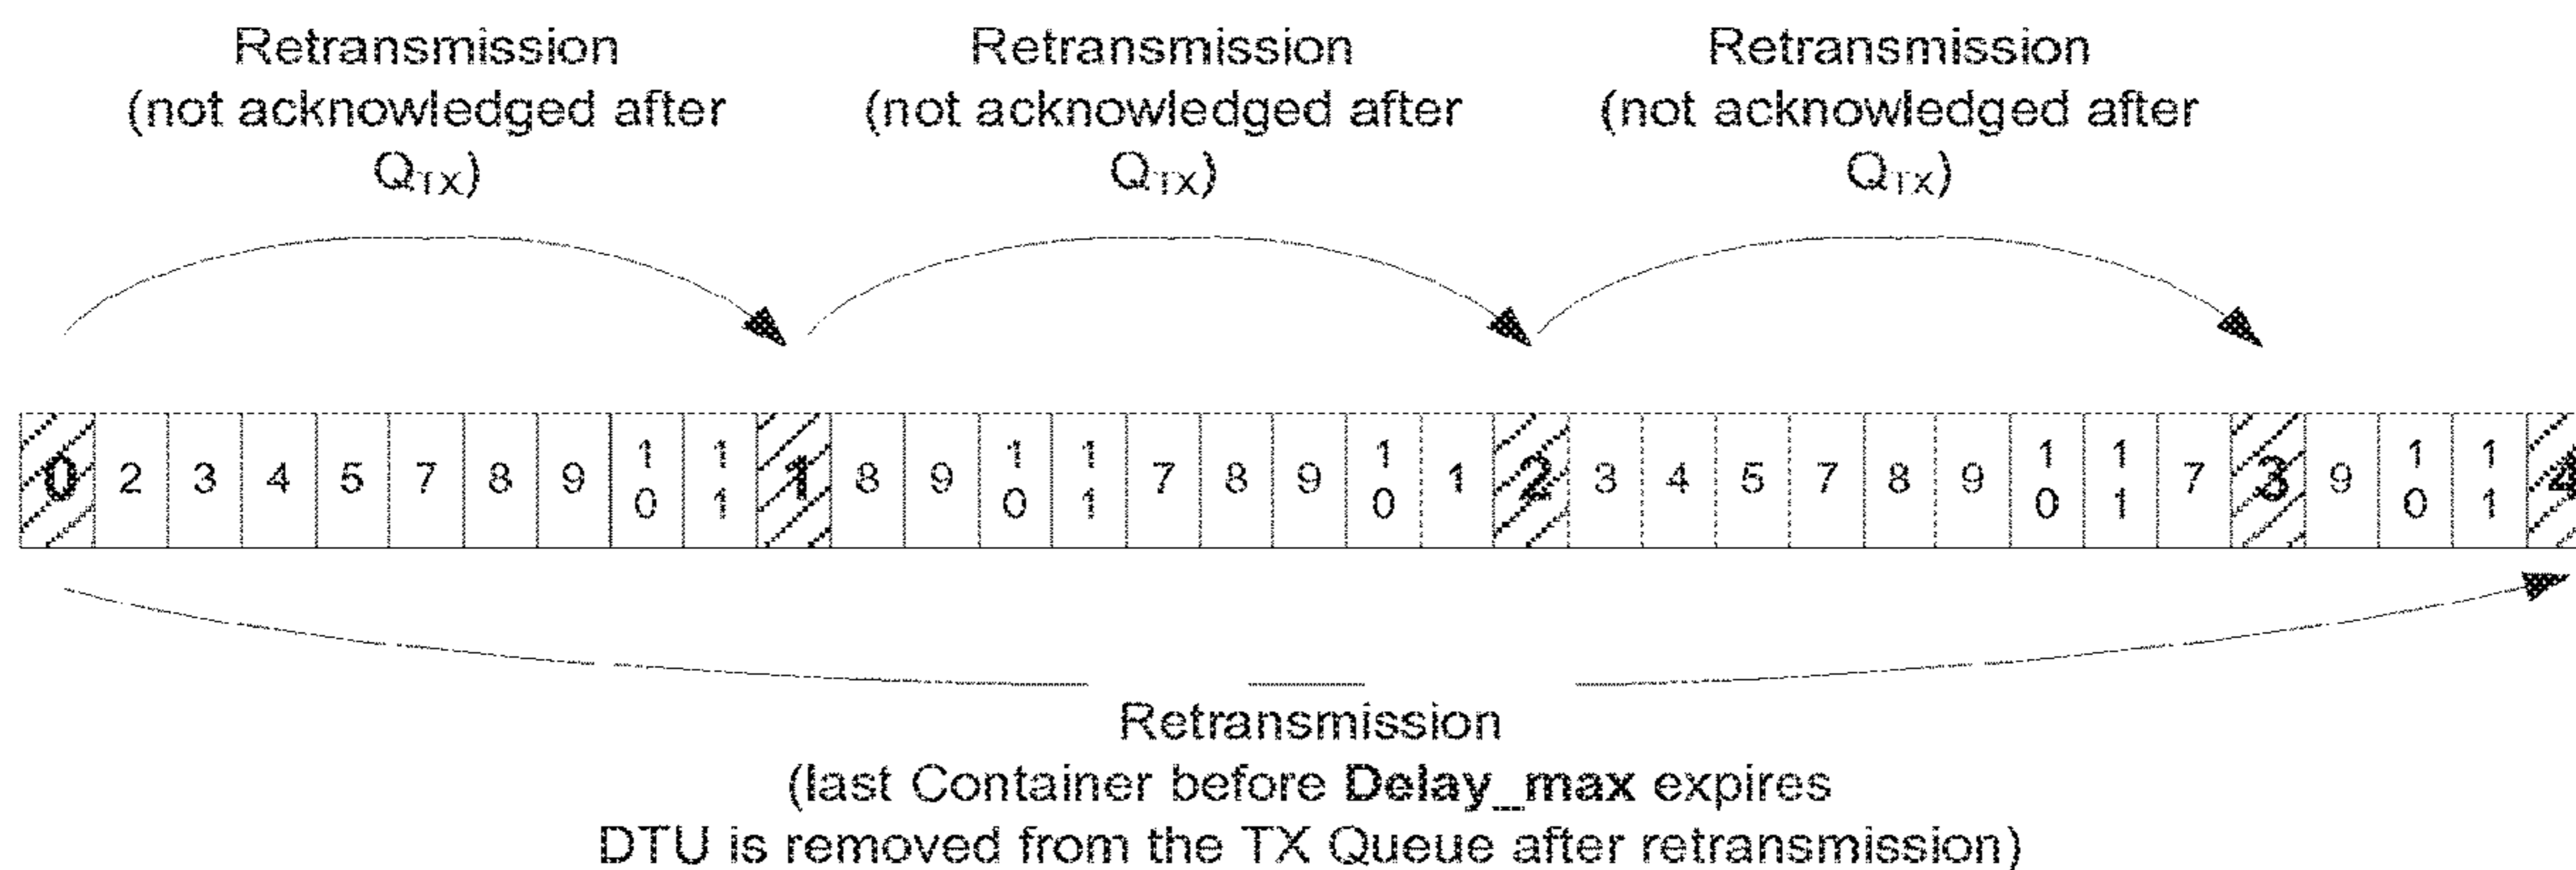 Retransmission
(not acknowledged after
QTX)
Retransmission
(not acknowledged after
QTX)
Retransmission
(not acknowledged after
QTX)
0 2 3 4 5 7 8 9 10 11 1 8 9 10 11 7 8 9 10 1 2 3 4 5 7 8 9 10 11 7 3 9 10 11 4
Retransmission
(last Container before Delay_max expires
DTU is removed from the TX Queue after retransmission)